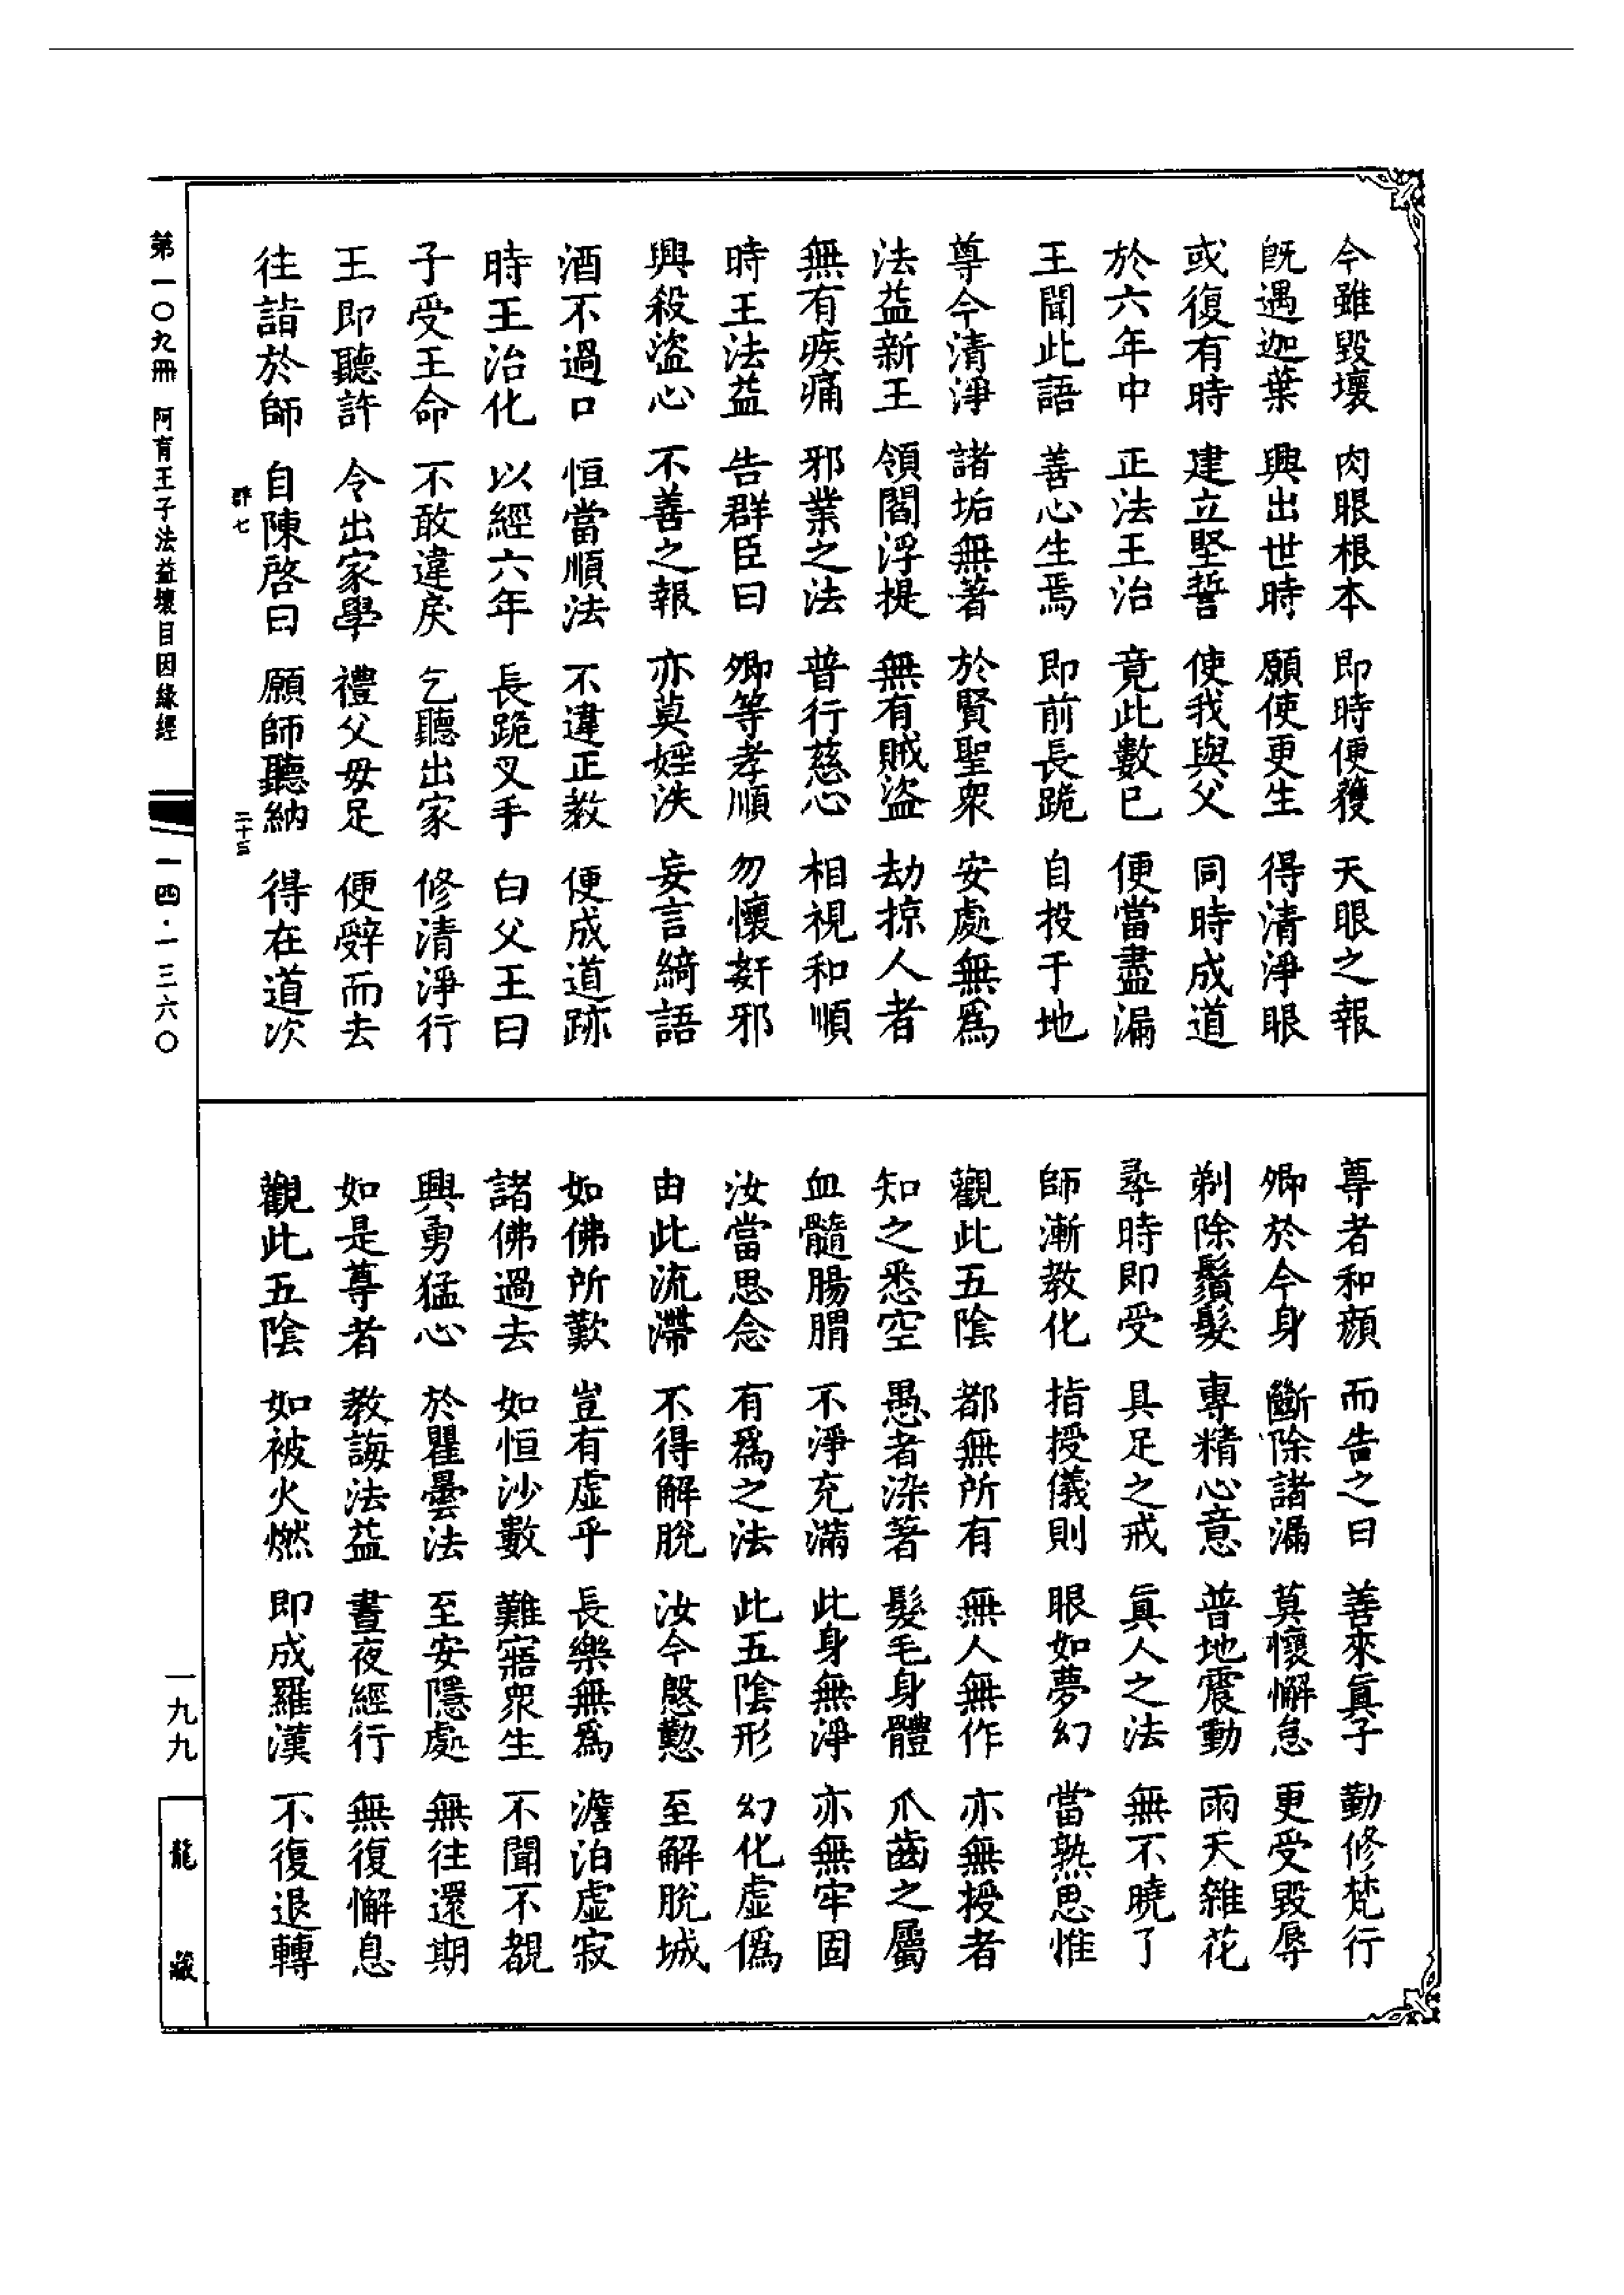 今雖毀壞 肉眼根本 即時便獲 天眼之報
既遇迦葉 興出世時 願使更生 得清淨眼
或復有時 建立堅誓 使我與父 同時成道
於六年中 正法王治 竟此數已 便當盡漏
王聞此語 善心生焉 即前長跪 自投于地
尊今清淨 諸垢無著 於賢聖眾 安處無為
法益新王 領閻浮提 無有賊盜 劫掠人者
無有疾痛 邪業之法 普行慈心 相視和順
時王法益 告群臣曰 卿等孝順 勿懷姧邪
興殺盜心 不善之報 亦莫婬泆 妄言綺語
酒不過口 恒當順法 不違正教 便成道跡
時王治化 以經六年 長跪叉手 白父王曰
子受王命 不敢違戾 乞聽出家 修清淨行
王即聽許 令出家學 禮父母足 便辭而去
往詣於師 自陳啓曰 願師聽納 得在道次
群七 二十三
尊者和顏 而告之曰 善來真子 勤修梵行
卿於今身 斷除諸漏 莫懷懈怠 更受毀辱
剃除鬚髮 專精心意 普地震動 雨天雜花
尋時即受 具足之戒 真人之法 無不曉了
師漸教化 指授儀則 眼如夢幻 當熟思惟
觀此五陰 都無所有 無人無作 亦無授者
知之悉空 愚者染著 髮毛身體 爪齒之屬
血髓腸胃 不淨充滿 此身無淨 亦無牢固
汝當思念 有為之法 此五陰形 幻化虛偽
由此流滯 不得解脫 汝今慇懃 至解脫城
如佛所歎 豈有虛乎 長樂無為 澹泊虛寂
諸佛過去 如恒沙數 難寤眾生 不聞不覩
興勇猛心 於瞿曇法 至安隱處 無往還期
如是尊者 教誨法益 晝夜經行 無復懈息
觀此五陰 如被火燃 即成羅漢 不復退轉
第一〇九冊 阿育王子法益壞目因緣經 一四·一三六〇
一九九
龍藏